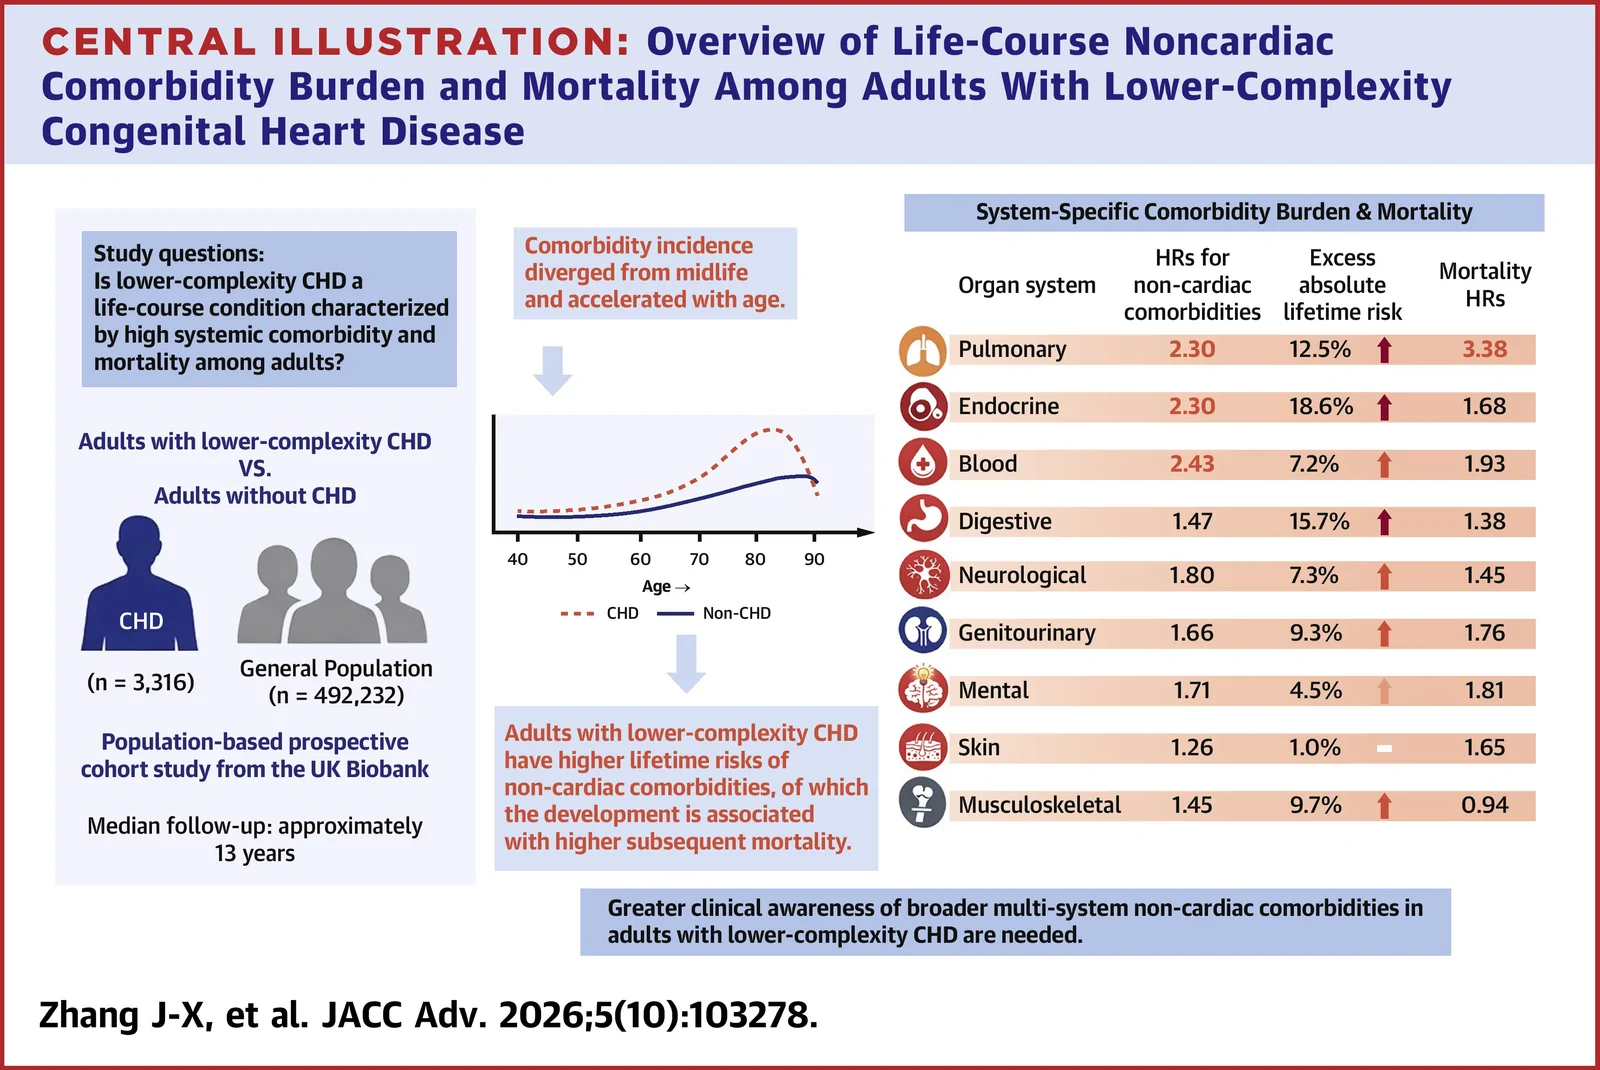 CENTRAL ILLUSTRATION: Overview of Life-Course Noncardiac
Comorbidity Burden and Mortality Among Adults With Lower-Complexity
Congenital Heart Disease
Study questions:
Is lower-complexity CHD a
life-course condition characterized
by high systemic comorbidity and
mortality among adults?
Adults with lower-complexity CHD
VS.
Adults without CHD
CHD
(n = 3,316)
General Population
(n = 492,232)
Population-based prospective
cohort study from the UK Biobank
Median follow-up: approximately
13 years
Comorbidity incidence
diverged from midlife
and accelerated with age.
40 50 60 70 80 90
Age →
CHD Non-CHD
Adults with lower-complexity CHD
have higher lifetime risks of
non-cardiac comorbidities, of which
the development is associated
with higher subsequent mortality.
System-Specific Comorbidity Burden & Mortality
Organ system
HRs for
non-cardiac
comorbidities
Excess
absolute
lifetime risk
Mortality
HRs
Pulmonary 2.30 12.5% 3.38
Endocrine 2.30 18.6% 1.68
Blood 2.43 7.2% 1.93
Digestive 1.47 15.7% 1.38
Neurological 1.80 7.3% 1.45
Genitourinary 1.66 9.3% 1.76
Mental 1.71 4.5% 1.81
Skin 1.26 1.0% 1.65
Musculoskeletal 1.45 9.7% 0.94
Greater clinical awareness of broader multi-system non-cardiac comorbidities in
adults with lower-complexity CHD are needed.
Zhang J-X, et al. JACC Adv. 2026;5(10):103278.